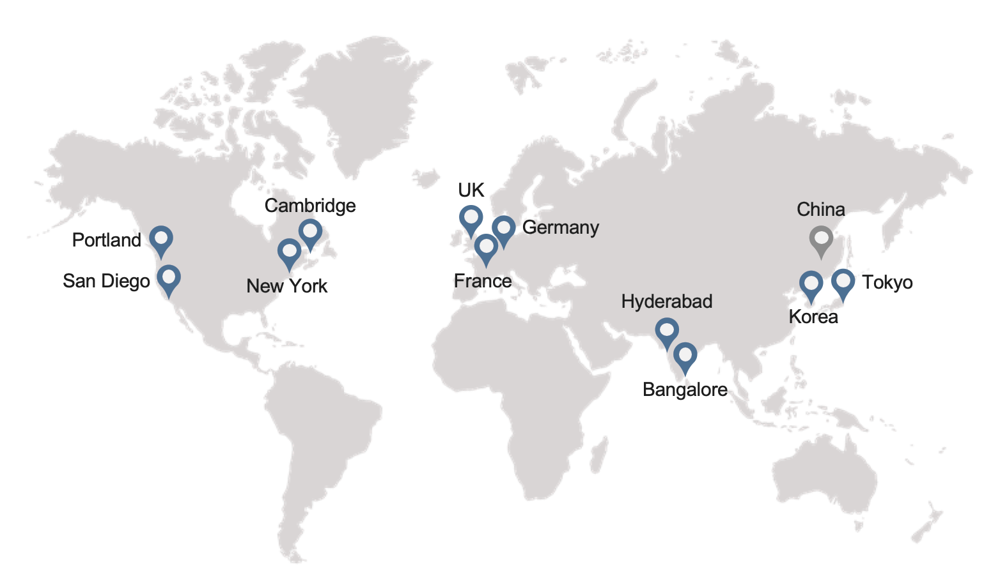 UK
Cambridge
China
Portland
Germany
San Diego
New York
France
Tokyo
Hyderabad
Korea
Bangalore